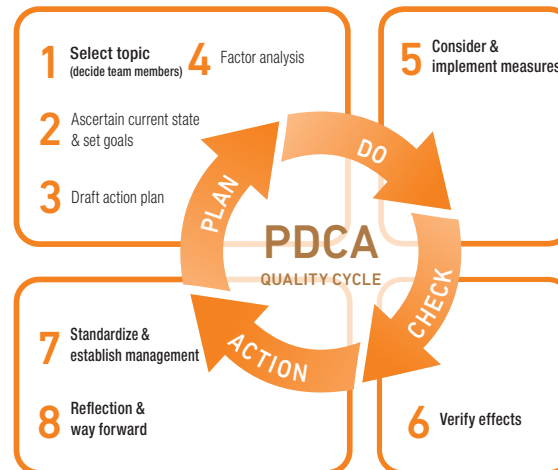 1 Select topic
(decide team members)
2 Ascertain current state
& set goals
3 Draft action plan
4 Factor analysis
5 Consider &
implement measures
PLAN
DO
CHECK
ACTION
PDCA
QUALITY CYCLE
6 Verify effects
7 Standardize &
establish management
8 Reflection &
way forward